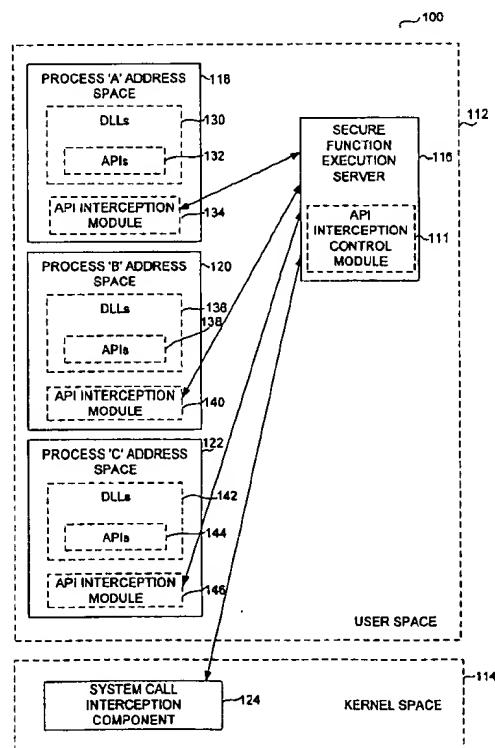 100
PROCESS 'A' ADDRESS
SPACE
118
DLLs
130
APIs
132
API INTERCEPTION
MODULE
134
112
SECURE
FUNCTION
EXECUTION
SERVER
116
API
INTERCEPTION
CONTROL
MODULE
111
PROCESS 'B' ADDRESS
SPACE
120
DLLs
136
138
APIs
API INTERCEPTION
MODULE
140
122
PROCESS 'C' ADDRESS
SPACE
DLLs
142
APIs
144
API INTERCEPTION
MODULE
146
USER SPACE
SYSTEM CALL
INTERCEPTION
COMPONENT
124
KERNEL SPACE
114